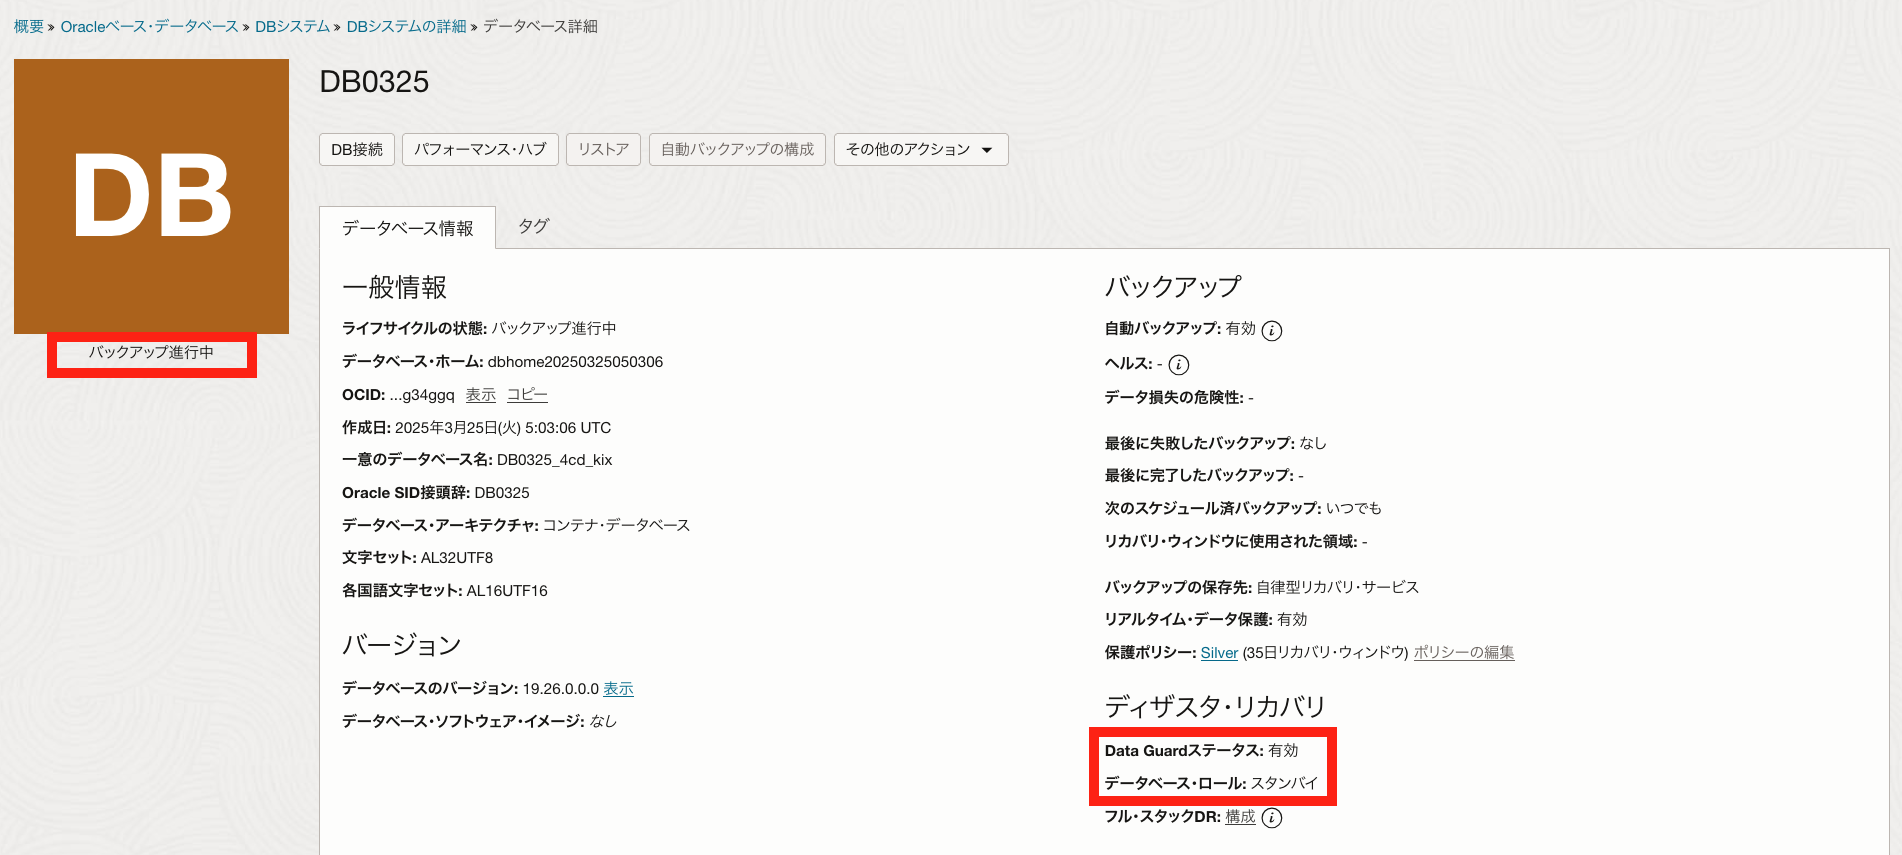 概要 » Oracleベース・データベース » DBシステム » DBシステムの詳細 » データベース詳細
DB
バックアップ進行中
DB0325
DB接続 パフォーマンス・ハブ リストア 自動バックアップの構成 その他のアクション
データベース情報 タグ
一般情報
ライフサイクルの状態: バックアップ進行中
データベース・ホーム: dbhome20250325050306
OCID: ...g34ggq 表示 コピー
作成日: 2025年3月25日(火) 5:03:06 UTC
一意のデータベース名: DB0325_4cd_kix
Oracle SID接頭辞: DB0325
データベース・アーキテクチャ: コンテナ・データベース
文字セット: AL32UTF8
各国語文字セット: AL16UTF16
バージョン
データベースのバージョン: 19.26.0.0.0 表示
データベース・ソフトウェア・イメージ: なし
バックアップ
自動バックアップ: 有効
ヘルス: -
データ損失の危険性: -
最後に失敗したバックアップ: なし
最後に完了したバックアップ: -
次のスケジュール済バックアップ: いつでも
リカバリ・ウィンドウに使用された領域: -
バックアップの保存先: 自律型リカバリ・サービス
リアルタイム・データ保護: 有効
保護ポリシー: Silver (35日リカバリ・ウィンドウ) ポリシーの編集
ディザスタ・リカバリ
Data Guardステータス: 有効
データベース・ロール: スタンバイ
フル・スタックDR: 構成